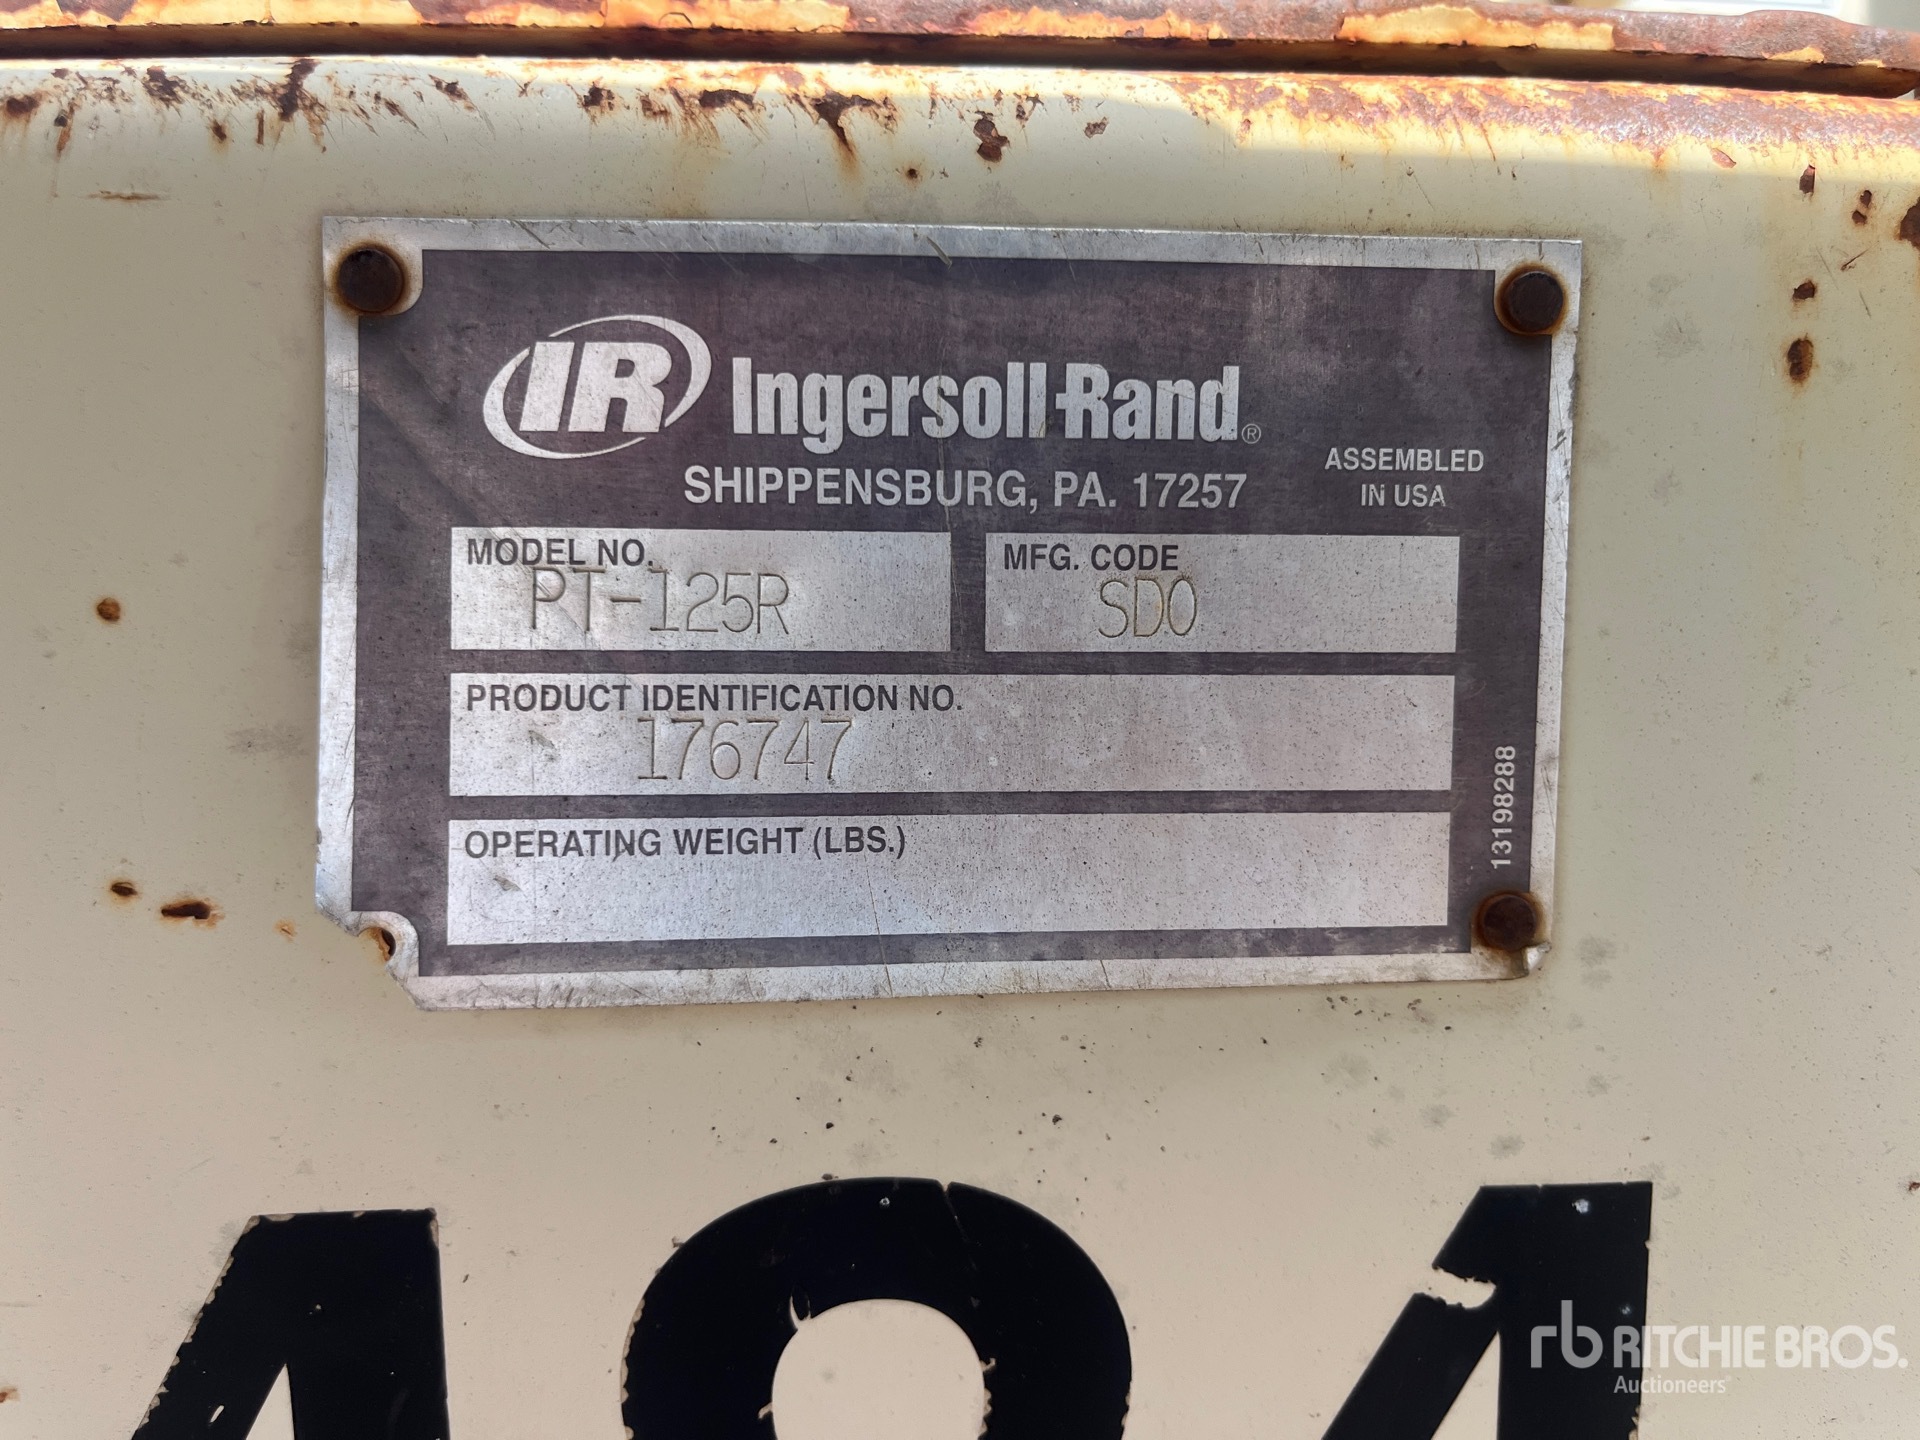 IR Ingersoll-Rand®
SHIPPENSBURG, PA. 17257
ASSEMBLED
IN USA
MODEL NO.
PT-125R
MFG. CODE
SDO
PRODUCT IDENTIFICATION NO.
176747
OPERATING WEIGHT (LBS.)
13198288
rb RITCHIE BROS.
Auctioneers